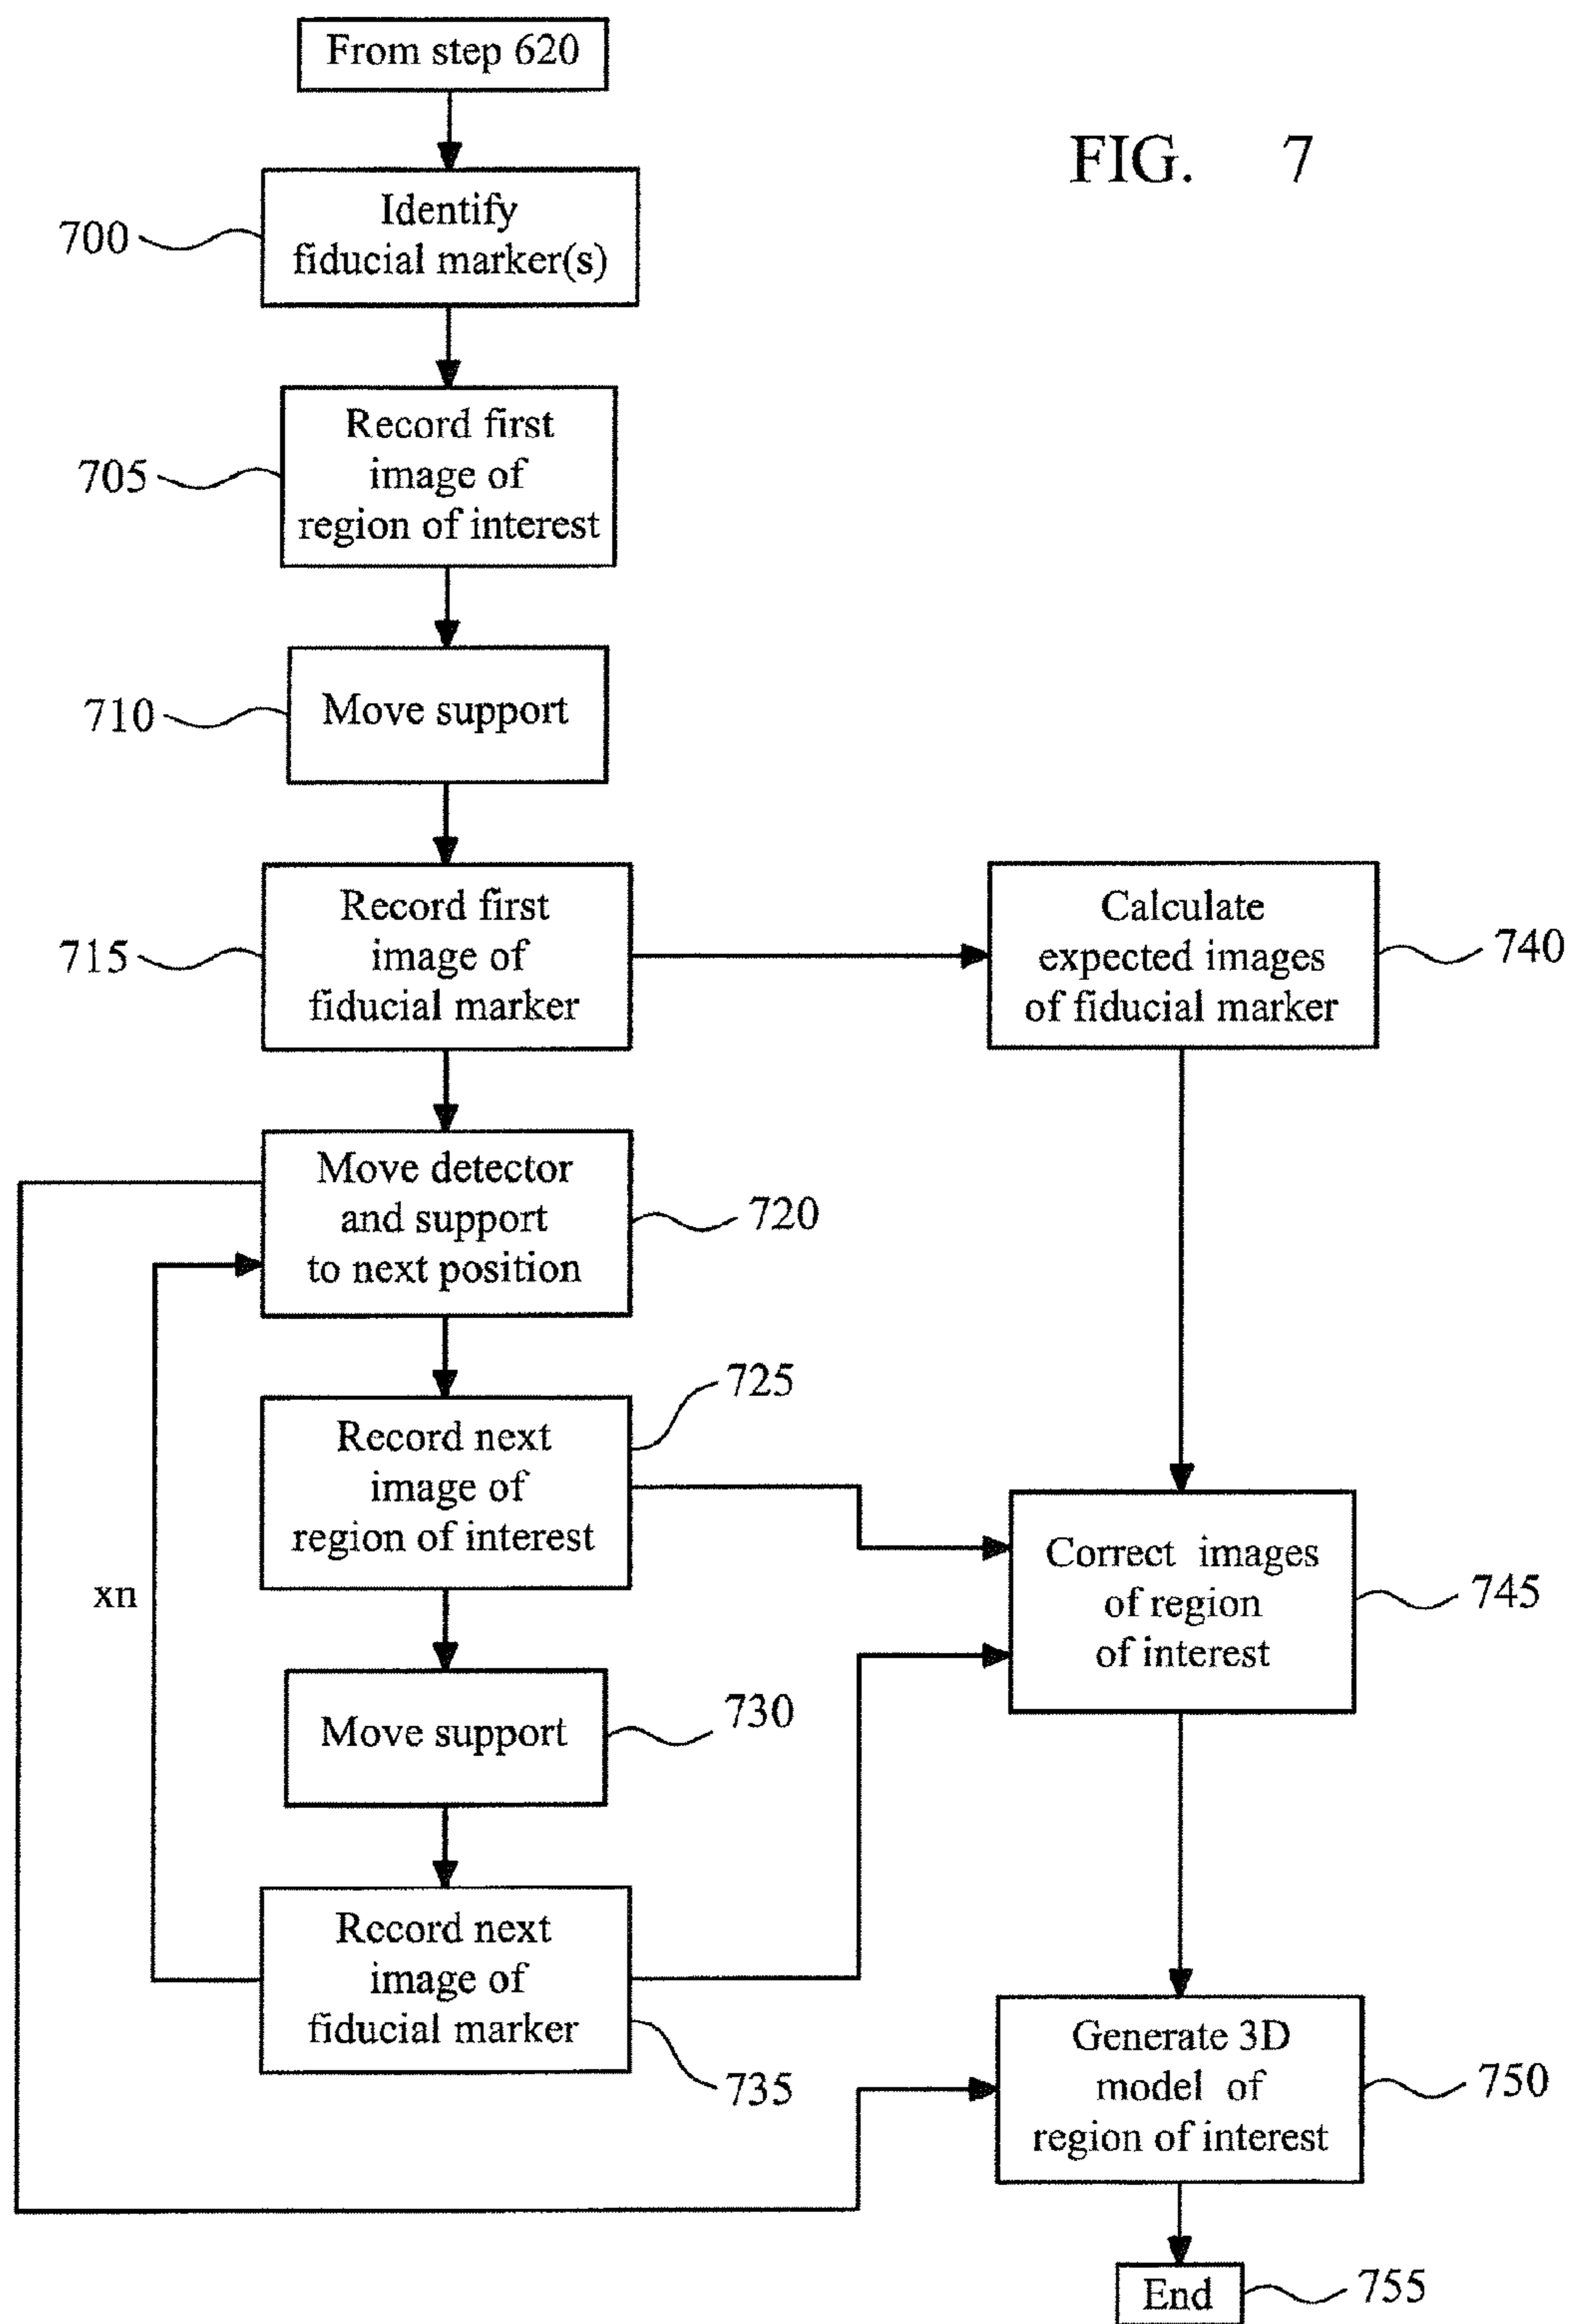 From step 620
FIG. 7
Identify
fiducial marker(s)
700
Record first
image of
region of interest
705
Move support
710
Record first
image of
fiducial marker
715
Calculate
expected images
of fiducial marker
740
Move detector
and support
to next position
720
Record next
image of
region of interest
725
xn
Correct images
of region
of interest
745
Move support
730
Record next
image of
fiducial marker
735
Generate 3D
model of
region of interest
750
End
755